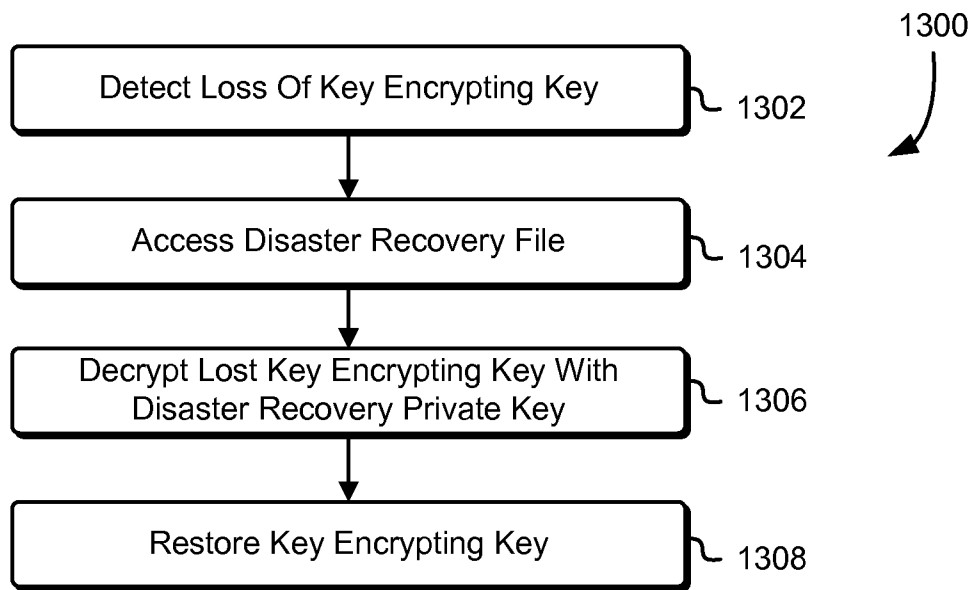 1300
Detect Loss Of Key Encrypting Key
1302
Access Disaster Recovery File
1304
Decrypt Lost Key Encrypting Key With
Disaster Recovery Private Key
1306
Restore Key Encrypting Key
1308